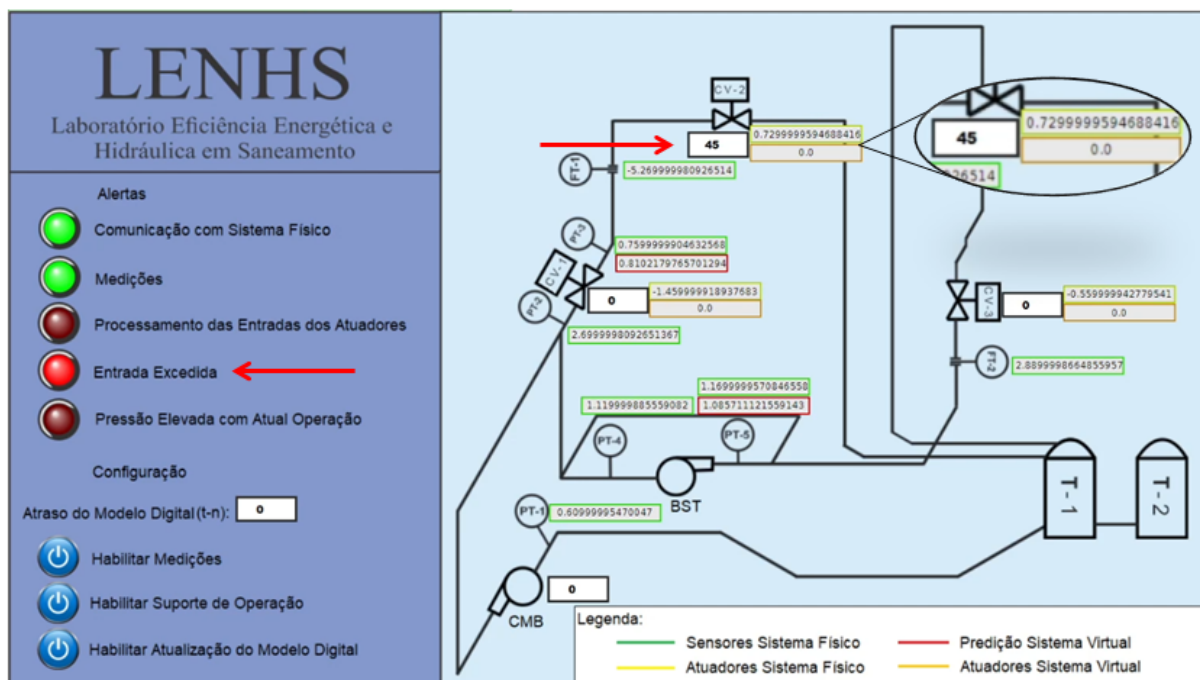 LENHS
Laboratório Eficiência Energética e
Hidráulica em Saneamento
Alertas
Comunicação com Sistema Físico
Medições
Processamento das Entradas dos Atuadores
Entrada Excedida
Pressão Elevada com Atual Operação
Configuração
Atraso do Modelo Digital (t-n): 0
Habilitar Medições
Habilitar Suporte de Operação
Habilitar Atualização do Modelo Digital
CV-2
45
0.7299999594688416
0.0
FT-1
-5.269999980926514
0.7299999594688416
45
0.0
026514
PT-3
0.7599999904632568
0.8102179765701294
CV-1
0
-1.459999918937683
0.0
PT-2
2.6999998092651367
CV-3
0
-0.559999942779541
0.0
FT-2
2.8899998664855957
1.1699999570846558
1.119999885559082
1.085711121559143
PT-4
PT-5
BST
PT-1
0.60999995470047
CMB
0
T-1
T-2
Legenda:
Sensores Sistema Físico
Predição Sistema Virtual
Atuadores Sistema Físico
Atuadores Sistema Virtual